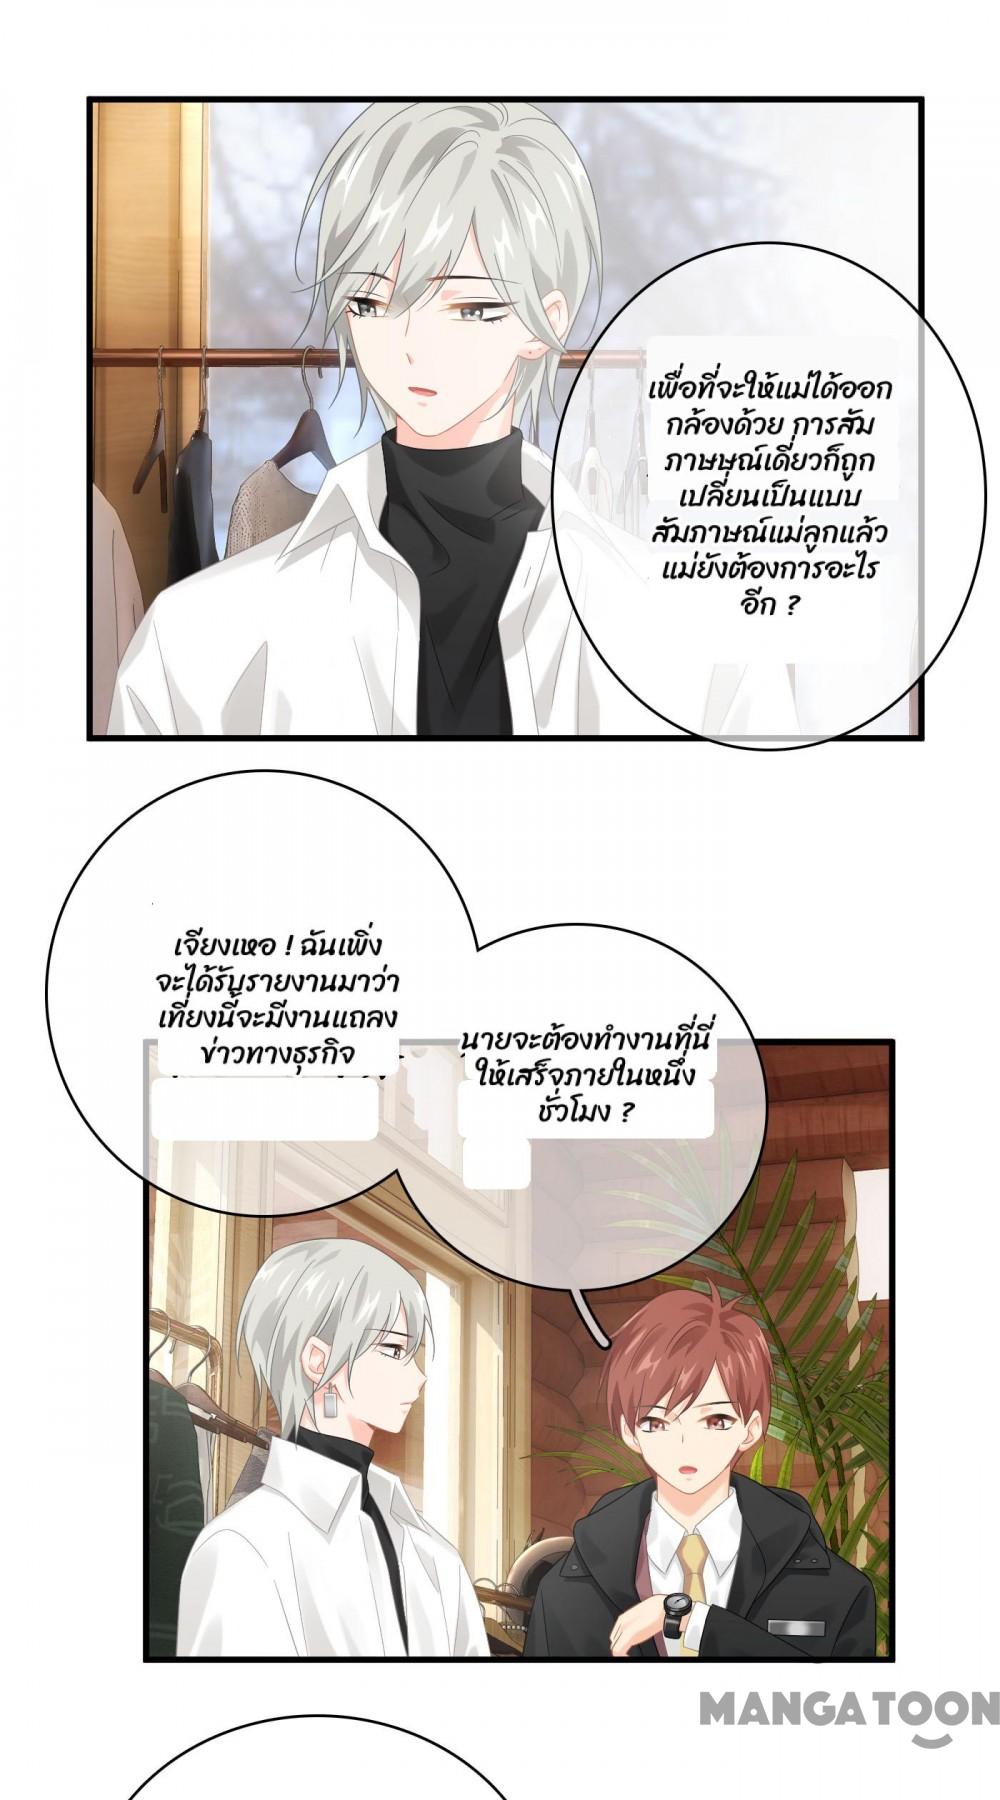 เพื่อที่จะให้แม่ได้ออก
กล้องด้วย การสัม
ภาษษณ์เดี่ยวก็ถูก
เปลี่ยนเป็นแบบ
สัมภาษณ์แม่ลูกแล้ว
แม่ยังต้องการอะไร
อีก ?
เจียงเหอ ! ฉันเพิ่ง
จะได้รับรายงานมาว่า
เที่ยงนี้จะมีงานแถลง
ข่าวทางธุรกิจ
นายจะต้องทำงานที่นี่
ให้เสร็จภายในหนึ่ง
ชั่วโมง ?
MANGATOON